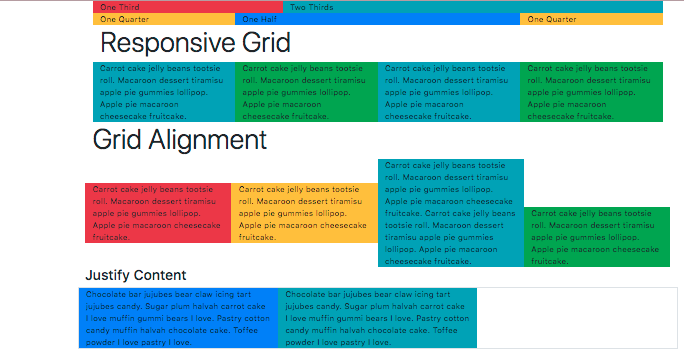 One Third
Two Thirds
One Quarter
One Half
One Quarter
Responsive Grid
Carrot cake jelly beans tootsie
roll. Macaroon dessert tiramisu
apple pie gummies lollipop.
Apple pie macaroon
cheesecake fruitcake.
Carrot cake jelly beans tootsie
roll. Macaroon dessert tiramisu
apple pie gummies lollipop.
Apple pie macaroon
cheesecake fruitcake.
Carrot cake jelly beans tootsie
roll. Macaroon dessert tiramisu
apple pie gummies lollipop.
Apple pie macaroon
cheesecake fruitcake.
Carrot cake jelly beans tootsie
roll. Macaroon dessert tiramisu
apple pie gummies lollipop.
Apple pie macaroon
cheesecake fruitcake.
Grid Alignment
Carrot cake jelly beans tootsie
roll. Macaroon dessert tiramisu
apple pie gummies lollipop.
Apple pie macaroon cheesecake
fruitcake.
Carrot cake jelly beans tootsie
roll. Macaroon dessert tiramisu
apple pie gummies lollipop.
Apple pie macaroon cheesecake
fruitcake.
Carrot cake jelly beans tootsie
roll. Macaroon dessert tiramisu
apple pie gummies lollipop.
Apple pie macaroon cheesecake
fruitcake. Carrot cake jelly beans
tootsie roll. Macaroon dessert
tiramisu apple pie gummies
lollipop. Apple pie macaroon
cheesecake fruitcake.
Carrot cake jelly beans tootsie
roll. Macaroon dessert tiramisu
apple pie gummies lollipop.
Apple pie macaroon cheesecake
fruitcake.
Justify Content
Chocolate bar jujubes bear claw icing tart
jujubes candy. Sugar plum halvah carrot cake
I love muffin gummi bears I love. Pastry cotton
candy muffin halvah chocolate cake. Toffee
powder I love pastry I love.
Chocolate bar jujubes bear claw icing tart
jujubes candy. Sugar plum halvah carrot cake
I love muffin gummi bears I love. Pastry cotton
candy muffin halvah chocolate cake. Toffee
powder I love pastry I love.